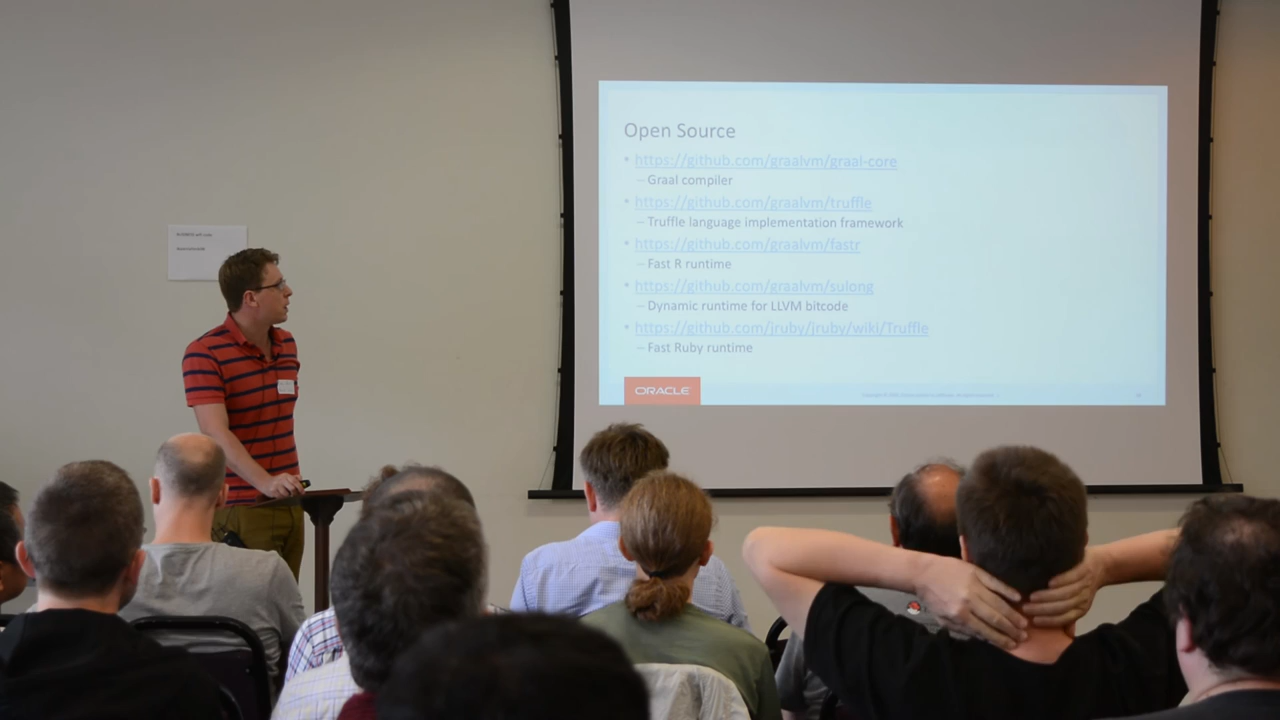 Open Source
• https://github.com/graalvm/graal-core
– Graal compiler
• https://github.com/graalvm/truffle
– Truffle language implementation framework
• https://github.com/graalvm/fastr
– Fast R runtime
• https://github.com/graalvm/sulong
– Dynamic runtime for LLVM bitcode
• https://github.com/jruby/jruby/wiki/Truffle
– Fast Ruby runtime
ORACLE